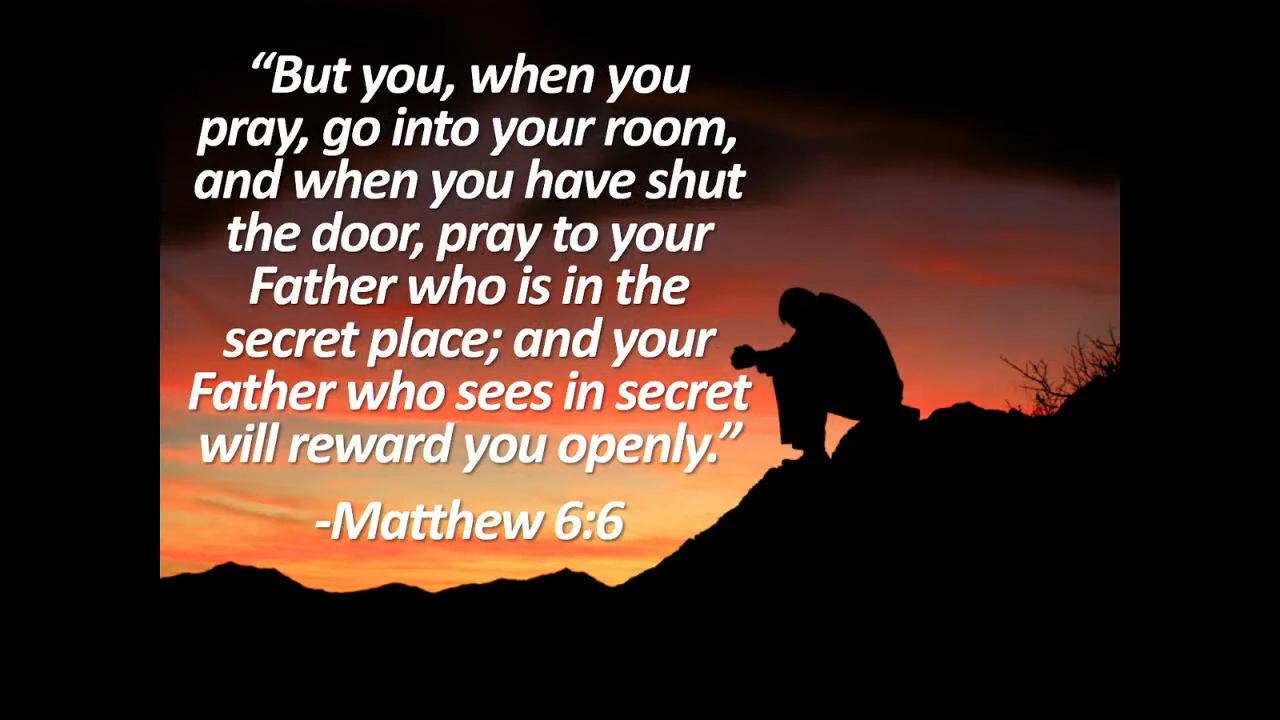 “But you, when you
pray, go into your room,
and when you have shut
the door, pray to your
Father who is in the
secret place; and your
Father who sees in secret
will reward you openly.”
-Matthew 6:6